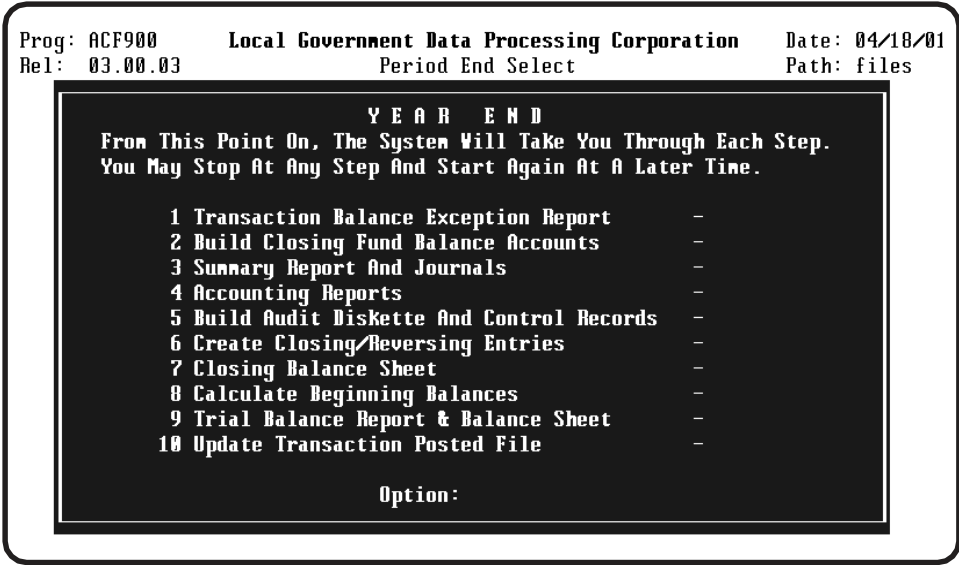 Prog: ACF900 Local Government Data Processing Corporation Date: 04/18/01
Rel: 03.00.03 Period End Select Path: files
Y E A R E N D
From This Point On, The System Will Take You Through Each Step.
You May Stop At Any Step And Start Again At A Later Time.
1 Transaction Balance Exception Report -
2 Build Closing Fund Balance Accounts -
3 Summary Report And Journals -
4 Accounting Reports -
5 Build Audit Diskette And Control Records -
6 Create Closing/Reversing Entries -
7 Closing Balance Sheet -
8 Calculate Beginning Balances -
9 Trial Balance Report & Balance Sheet -
10 Update Transaction Posted File -
Option: